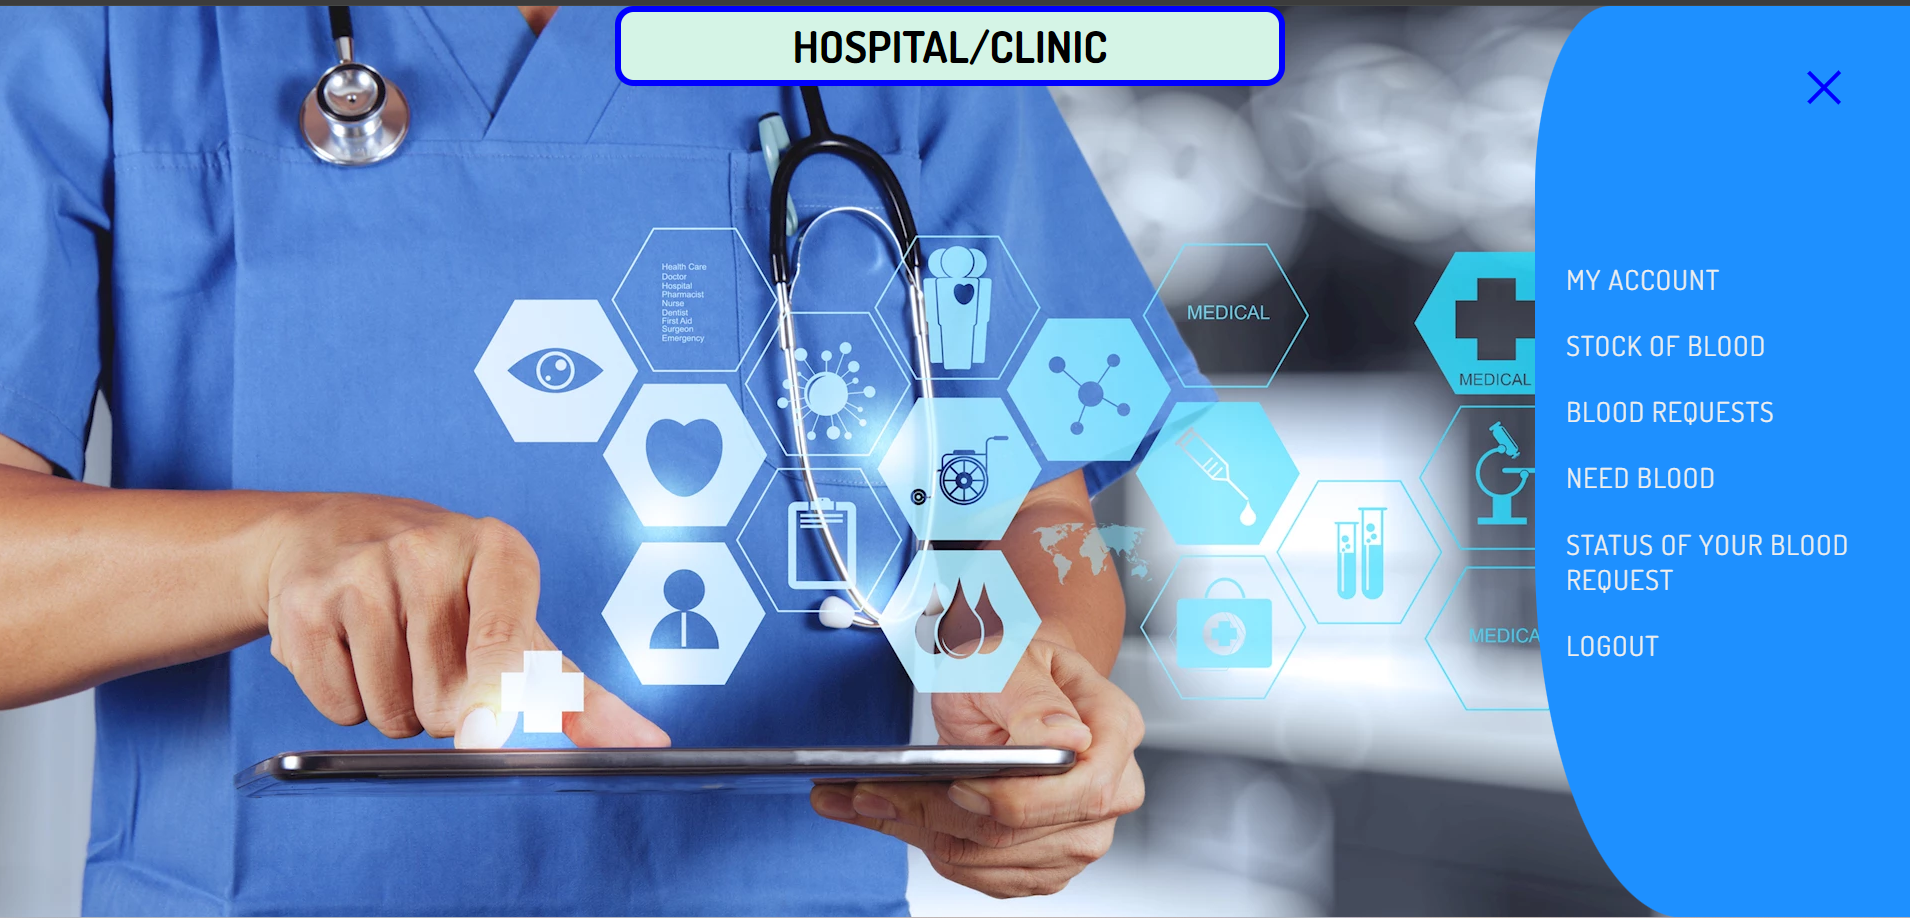 HOSPITAL/CLINIC
Health Care
Doctor
Hospital
Pharmacist
Nurse
Dentist
First Aid
Surgeon
Emergency
MEDICAL
MEDICAL
MEDICA
MY ACCOUNT
STOCK OF BLOOD
BLOOD REQUESTS
NEED BLOOD
STATUS OF YOUR BLOOD
REQUEST
LOGOUT